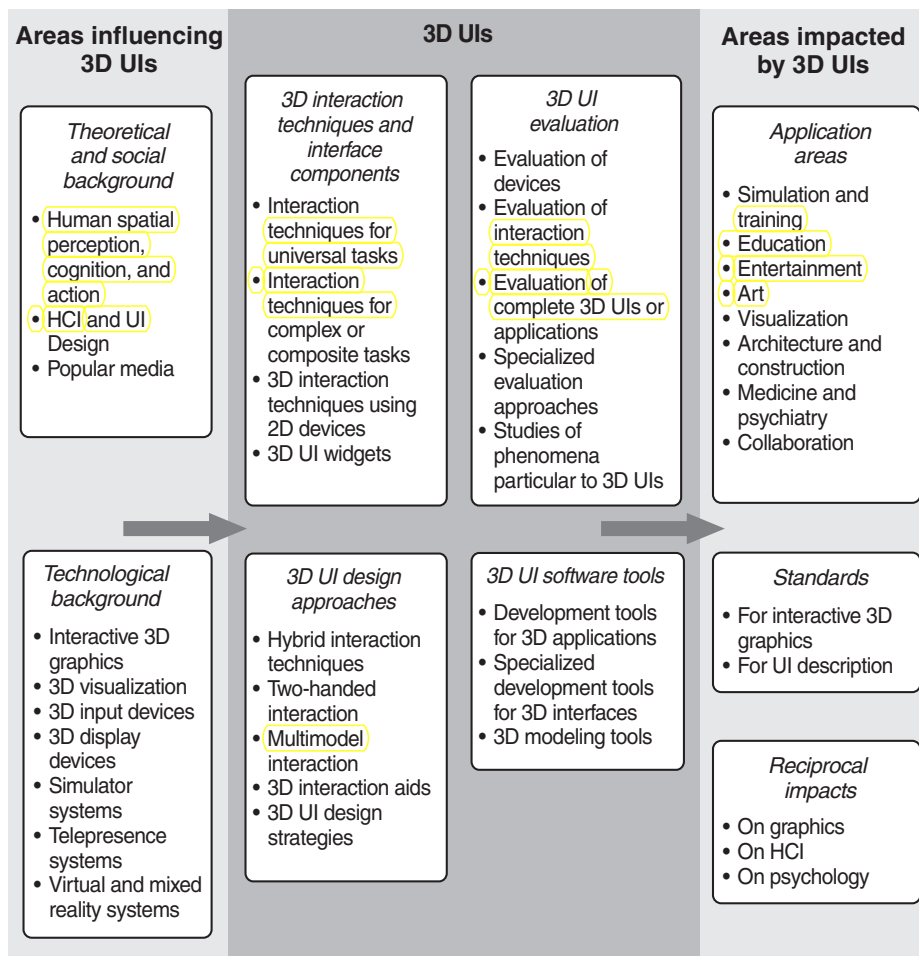 Areas influencing
3D UIs
Theoretical
and social
background
• Human spatial
perception,
cognition, and
action
• HCI and UI
Design
• Popular media
Technological
background
• Interactive 3D
graphics
• 3D visualization
• 3D input devices
• 3D display
devices
• Simulator
systems
• Telepresence
systems
• Virtual and mixed
reality systems
3D UIs
3D interaction
techniques and
interface
components
• Interaction
techniques for
universal tasks
• Interaction
techniques for
complex or
composite tasks
• 3D interaction
techniques using
2D devices
• 3D UI widgets
3D UI
evaluation
• Evaluation of
devices
• Evaluation of
interaction
techniques
• Evaluation of
complete 3D UIs or
applications
• Specialized
evaluation
approaches
• Studies of
phenomena
particular to 3D UIs
3D UI design
approaches
• Hybrid interaction
techniques
• Two-handed
interaction
• Multimodel
interaction
• 3D interaction aids
• 3D UI design
strategies
3D UI software tools
• Development tools
for 3D applications
• Specialized
development tools
for 3D interfaces
• 3D modeling tools
Areas impacted
by 3D UIs
Application
areas
• Simulation and
training
• Education
• Entertainment
• Art
• Visualization
• Architecture and
construction
• Medicine and
psychiatry
• Collaboration
Standards
• For interactive 3D
graphics
• For UI description
Reciprocal
impacts
• On graphics
• On HCI
• On psychology